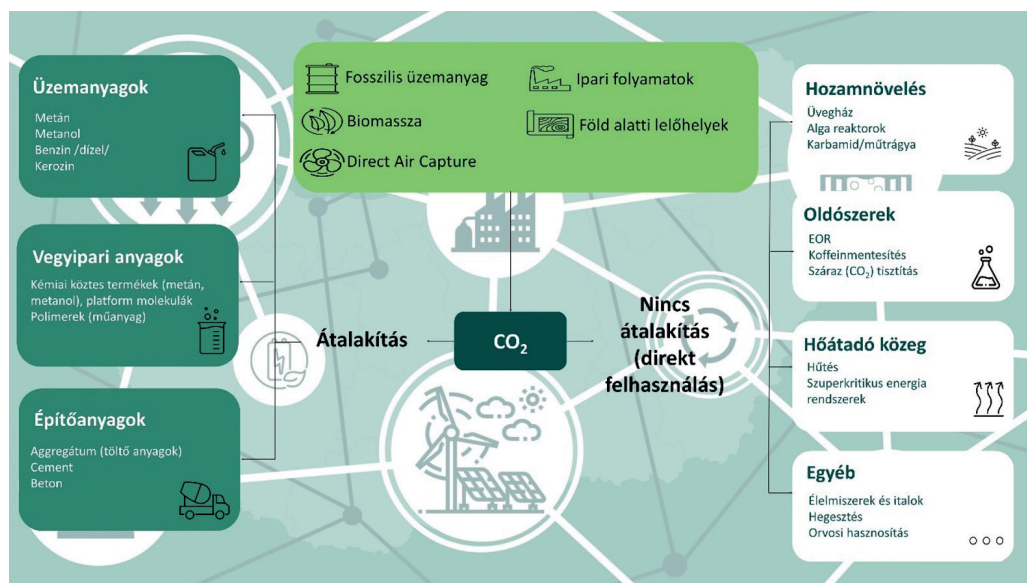 Fosszilis üzemanyag
Biomassza
Direct Air Capture
Ipari folyamatok
Föld alatti lelőhelyek
Üzemanyagok
Metán
Metanol
Benzin /dízel/
Kerozin
Vegyipari anyagok
Kémiai köztes termékek (metán,
metanol), platform molekulák
Polimerek (műanyag)
Építőanyagok
Aggregátum (töltő anyagok)
Cement
Beton
Átalakítás
CO₂
Nincs
átalakítás
(direkt
felhasználás)
Hozamnövelés
Üvegház
Alga reaktorok
Karbamid/műtrágya
Oldószerek
EOR
Koffeinmentesítés
Száraz (CO₂) tisztítás
Hőátadó közeg
Hűtés
Szuperkritikus energia
rendszerek
Egyéb
Élelmiszerek és italok
Hegesztés
Orvosi hasznosítás